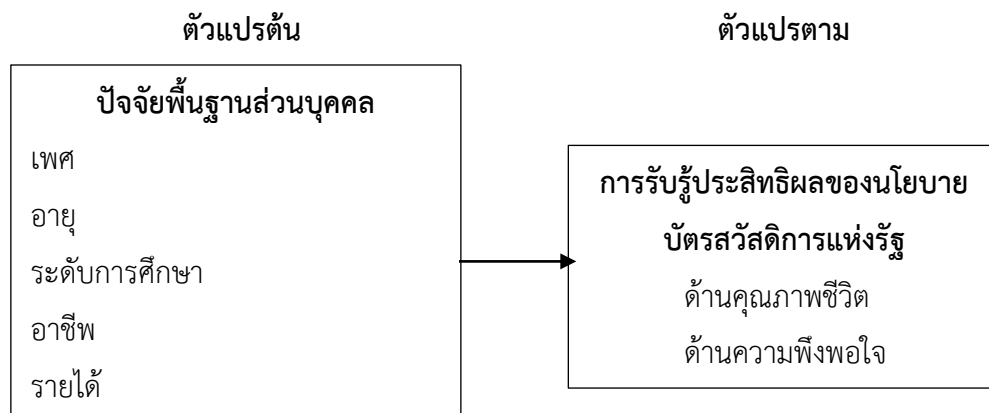 ตัวแปรต้น
ตัวแปรตาม
ปัจจัยพื้นฐานส่วนบุคคล
เพศ
อายุ
ระดับการศึกษา
อาชีพ
รายได้
การรับรู้ประสิทธิผลของนโยบาย
บัตรสวัสดิการแห่งรัฐ
ด้านคุณภาพชีวิต
ด้านความพึงพอใจ